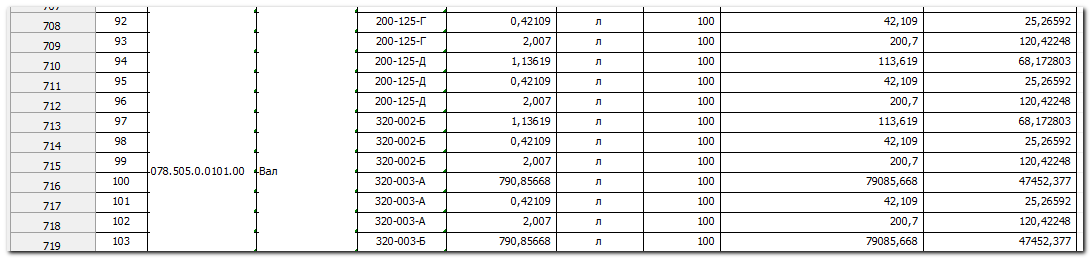 708 92 200-125-Г 0,42109 л 100 42,109 25,26592
709 93 200-125-Г 2,007 л 100 200,7 120,42248
710 94 200-125-Д 1,13619 л 100 113,619 68,172803
711 95 200-125-Д 0,42109 л 100 42,109 25,26592
712 96 200-125-Д 2,007 л 100 200,7 120,42248
713 97 320-002-Б 1,13619 л 100 113,619 68,172803
714 98 320-002-Б 0,42109 л 100 42,109 25,26592
715 99 320-002-Б 2,007 л 100 200,7 120,42248
078.505.0.0101.00 Вал
716 100 320-003-А 790,85668 л 100 79085,668 47452,377
717 101 320-003-А 0,42109 л 100 42,109 25,26592
718 102 320-003-А 2,007 л 100 200,7 120,42248
719 103 320-003-Б 790,85668 л 100 79085,668 47452,377